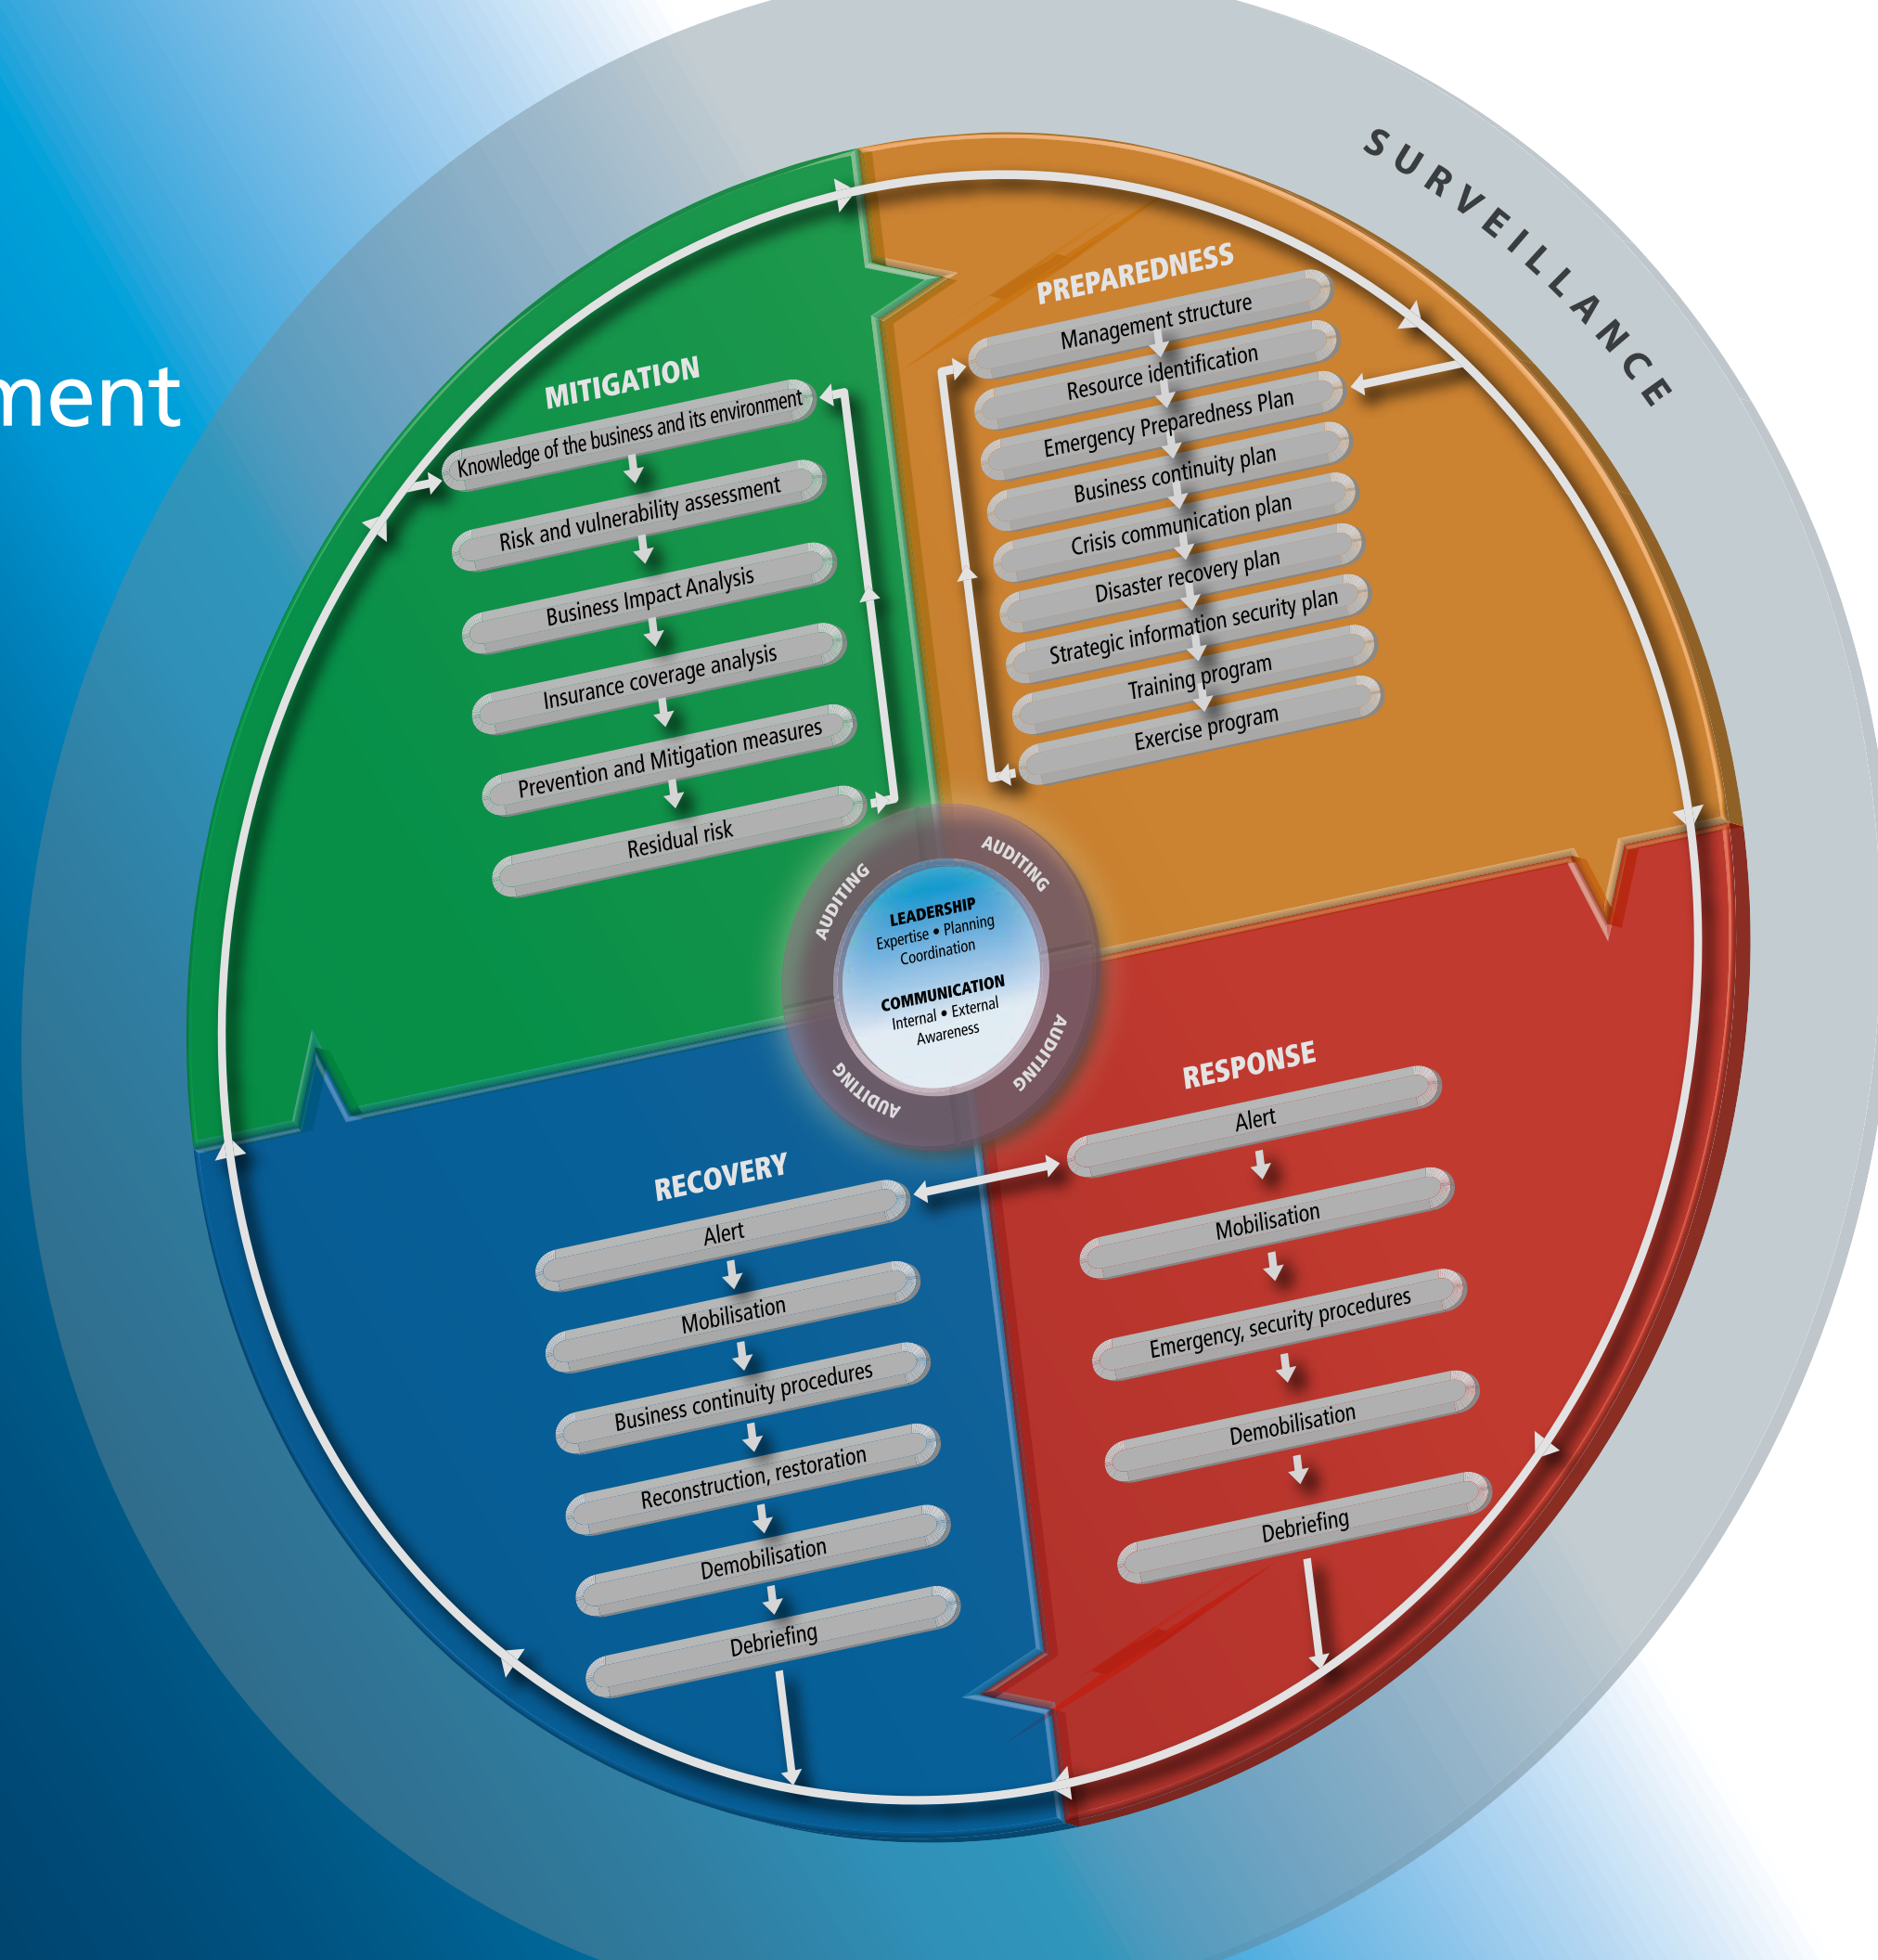 ment
SURVEILLANCE
MITIGATION
Knowledge of the business and its environment
Risk and vulnerability assessment
Business Impact Analysis
Insurance coverage analysis
Prevention and Mitigation measures
Residual risk
PREPAREDNESS
Management structure
Resource identification
Emergency Preparedness Plan
Business continuity plan
Crisis communication plan
Disaster recovery plan
Strategic information security plan
Training program
Exercise program
AUDITING
AUDITING
LEADERSHIP
Expertise • Planning
Coordination
COMMUNICATION
Internal • External
Awareness
AUDITING
AUDITING
RESPONSE
Alert
Mobilisation
Emergency, security procedures
Demobilisation
Debriefing
RECOVERY
Alert
Mobilisation
Business continuity procedures
Reconstruction, restoration
Demobilisation
Debriefing